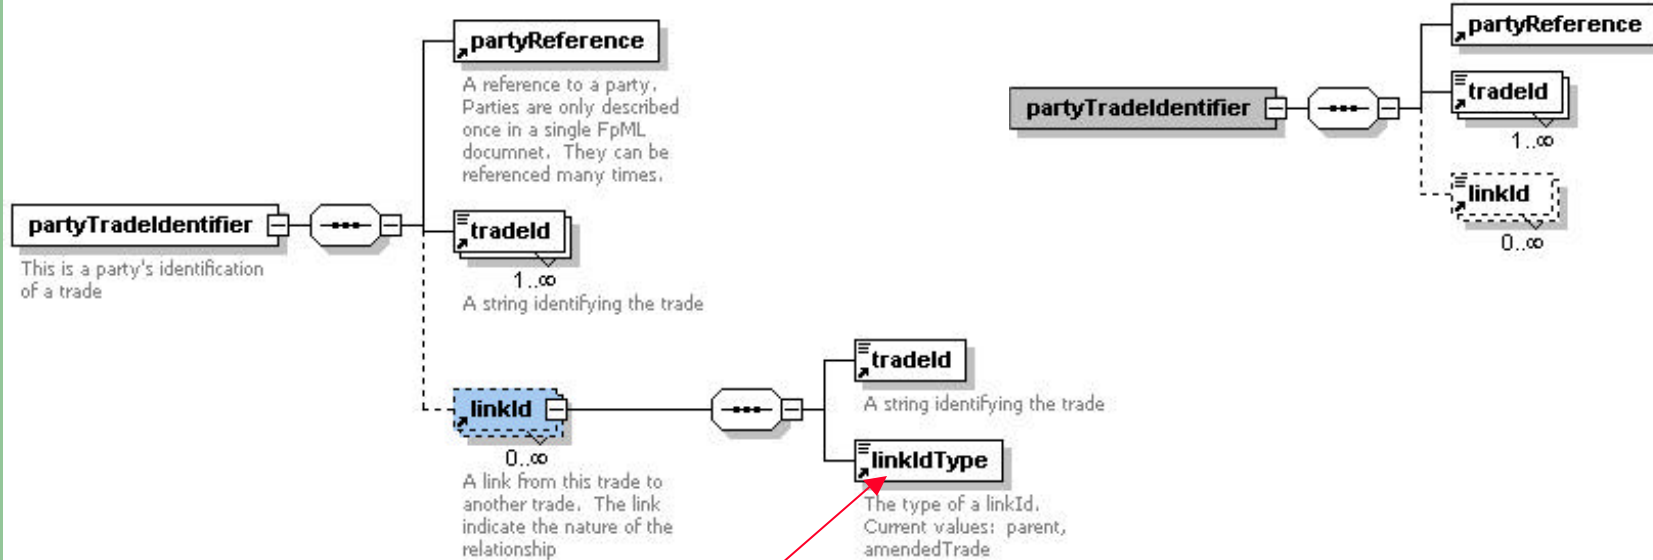 partyReference
A reference to a party.
Parties are only described
once in a single FpML
documnet. They can be
referenced many times.
partyTradeIdentifier
This is a party's identification
of a trade
tradeId
1..∞
A string identifying the trade
linkId
0..∞
A link from this trade to
another trade. The link
indicate the nature of the
relationship
tradeId
A string identifying the trade
linkIdType
The type of a linkId.
Current values: parent,
amendedTrade
partyTradeIdentifier
partyReference
tradeId
1..∞
linkId
0..∞